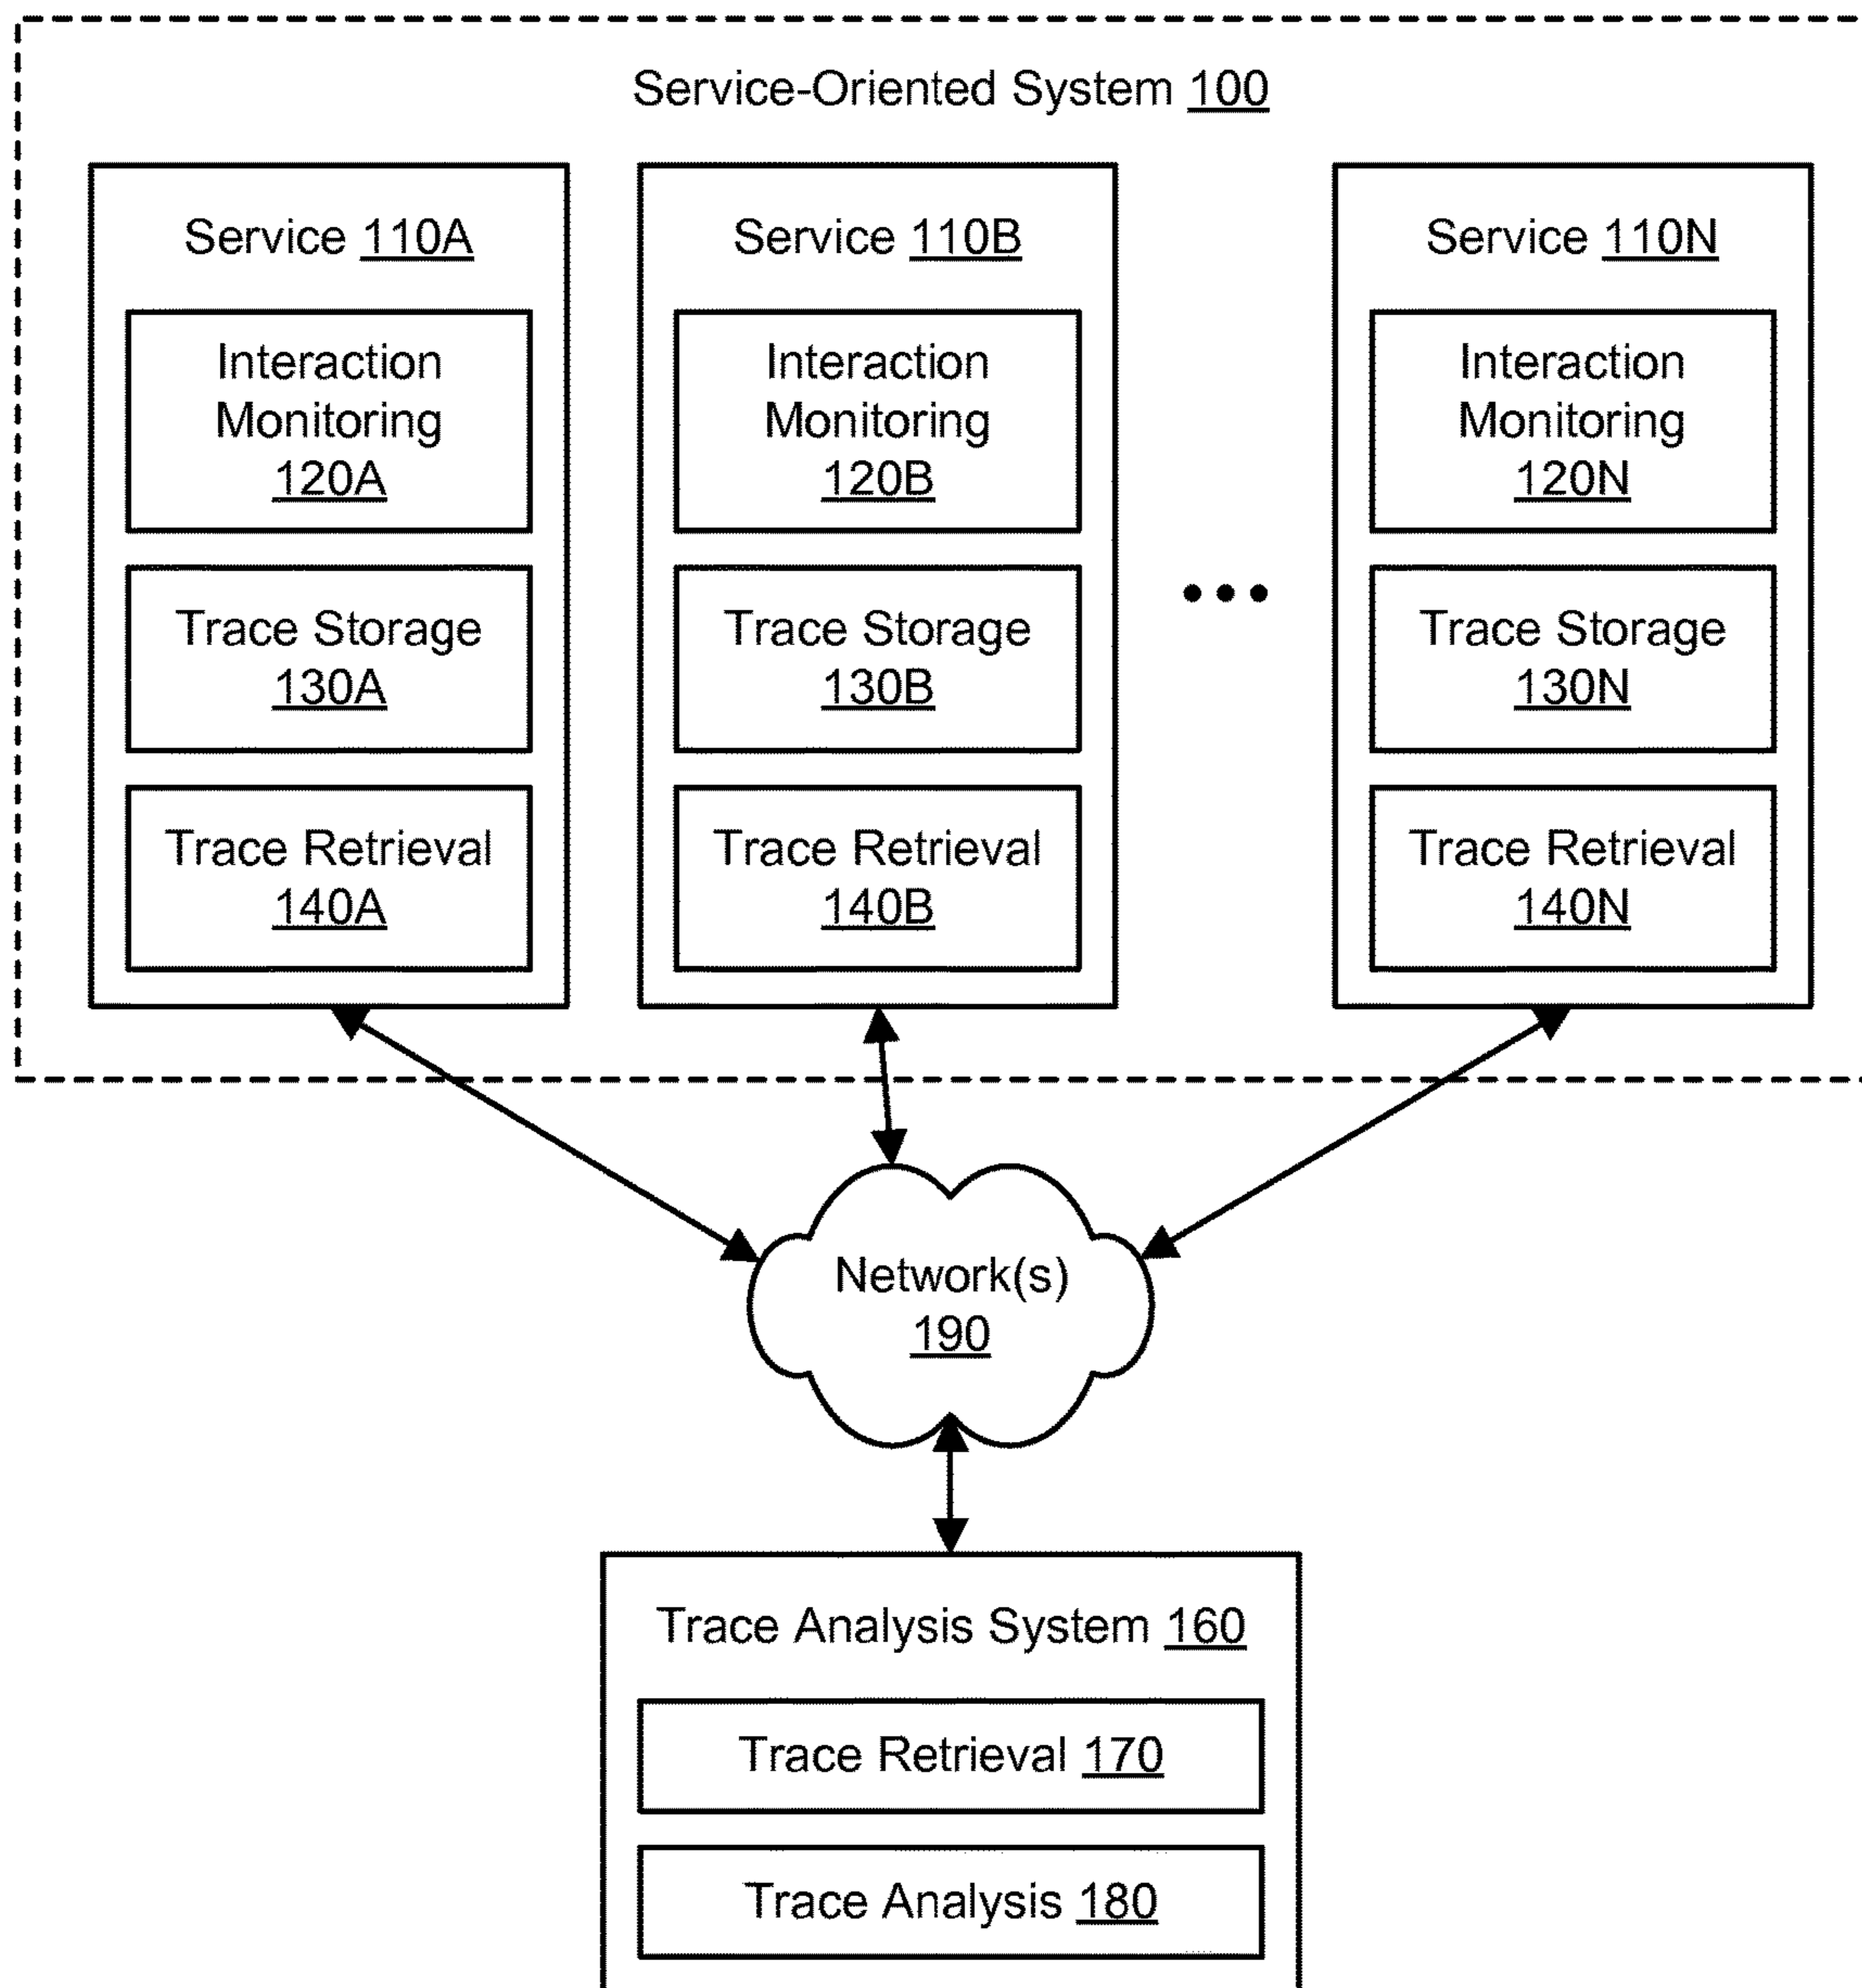 Service-Oriented System 100
Service 110A
Interaction
Monitoring
120A
Trace Storage
130A
Trace Retrieval
140A
Service 110B
Interaction
Monitoring
120B
Trace Storage
130B
Trace Retrieval
140B
Service 110N
Interaction
Monitoring
120N
Trace Storage
130N
Trace Retrieval
140N
Network(s)
190
Trace Analysis System 160
Trace Retrieval 170
Trace Analysis 180